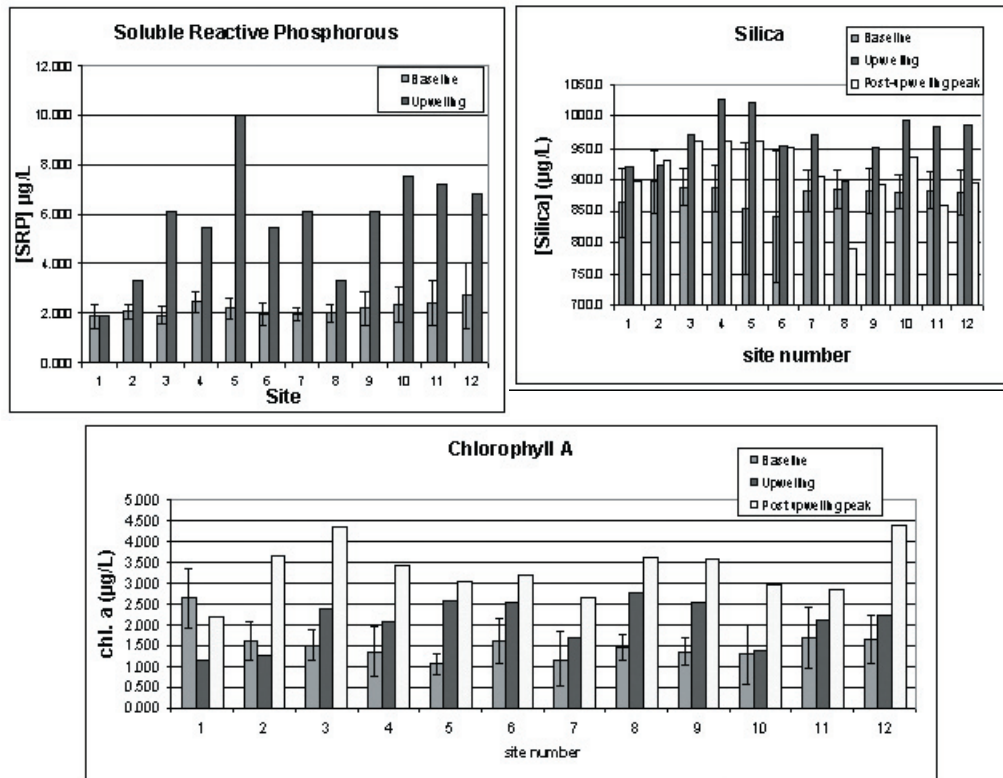 Soluble Reactive Phosphorous
Baseline
Upwelling
12.000
10.000
8.000
6.000
4.000
2.000
0.000
[SRP] µg/L
1 2 3 4 5 6 7 8 9 10 11 12
Site
Silica
Baseline
Upwelling
Post-upwelling peak
1050.0
1000.0
950.0
900.0
850.0
800.0
750.0
700.0
[Silica] (µg/L)
1 2 3 4 5 6 7 8 9 10 11 12
site number
Chlorophyll A
Baseline
Upwelling
Post upwelling peak
5.000
4.500
4.000
3.500
3.000
2.500
2.000
1.500
1.000
0.500
0.000
chl. a (µg/L)
1 2 3 4 5 6 7 8 9 10 11 12
site number